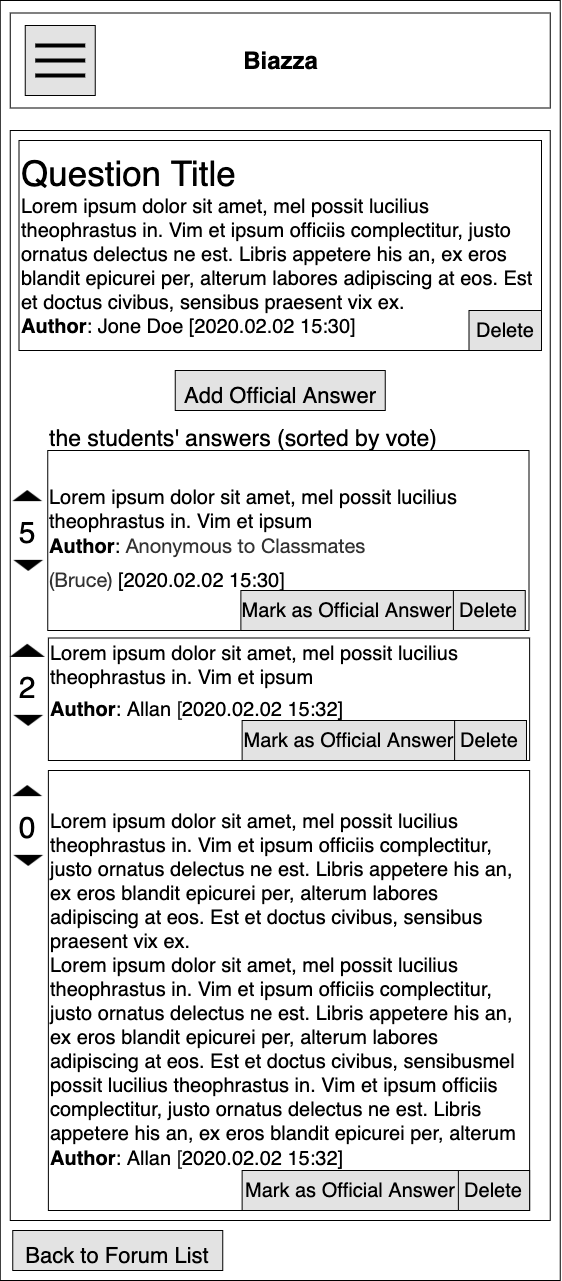 Biazza
Question Title
Lorem ipsum dolor sit amet, mel possit lucilius
theophrastus in. Vim et ipsum officiis complectitur, justo
ornatus delectus ne est. Libris appetere his an, ex eros
blandit epicurei per, alterum labores adipiscing at eos. Est
et doctus civibus, sensibus praesent vix ex.
Author: Jone Doe [2020.02.02 15:30]
Delete
Add Official Answer
the students' answers (sorted by vote)
5
Lorem ipsum dolor sit amet, mel possit lucilius
theophrastus in. Vim et ipsum
Author: Anonymous to Classmates
(Bruce) [2020.02.02 15:30]
Mark as Official Answer Delete
2
Lorem ipsum dolor sit amet, mel possit lucilius
theophrastus in. Vim et ipsum
Author: Allan [2020.02.02 15:32]
Mark as Official Answer Delete
0
Lorem ipsum dolor sit amet, mel possit lucilius
theophrastus in. Vim et ipsum officiis complectitur,
justo ornatus delectus ne est. Libris appetere his an,
ex eros blandit epicurei per, alterum labores
adipiscing at eos. Est et doctus civibus, sensibus
praesent vix ex.
Lorem ipsum dolor sit amet, mel possit lucilius
theophrastus in. Vim et ipsum officiis complectitur,
justo ornatus delectus ne est. Libris appetere his an,
ex eros blandit epicurei per, alterum labores
adipiscing at eos. Est et doctus civibus, sensibusmel
possit lucilius theophrastus in. Vim et ipsum officiis
complectitur, justo ornatus delectus ne est. Libris
appetere his an, ex eros blandit epicurei per, alterum
Author: Allan [2020.02.02 15:32]
Mark as Official Answer Delete
Back to Forum List